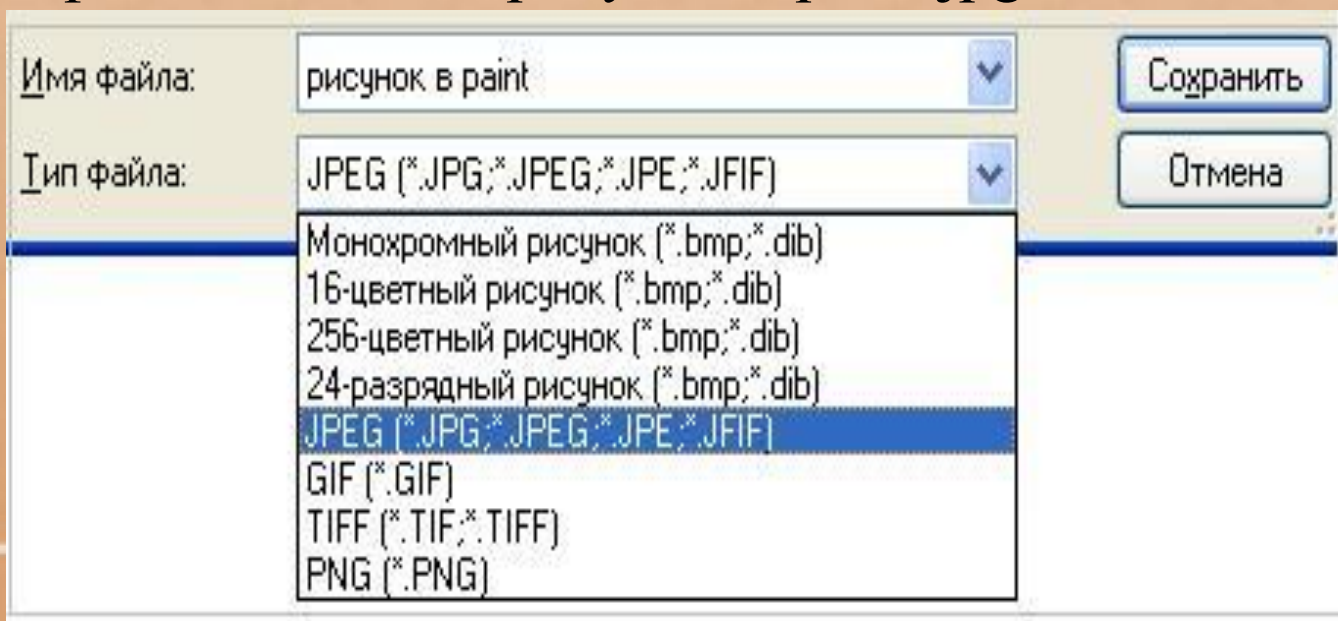 Имя файла: рисунок в paint Сохранить
Тип файла: JPEG (*.JPG;*.JPEG;*.JPE;*.JFIF) Отмена
Монохромный рисунок (*.bmp;*.dib)
16-цветный рисунок (*.bmp;*.dib)
256-цветный рисунок (*.bmp;*.dib)
24-разрядный рисунок (*.bmp;*.dib)
JPEG (*.JPG;*.JPEG;*.JPE;*.JFIF)
GIF (*.GIF)
TIFF (*.TIF;*.TIFF)
PNG (*.PNG)